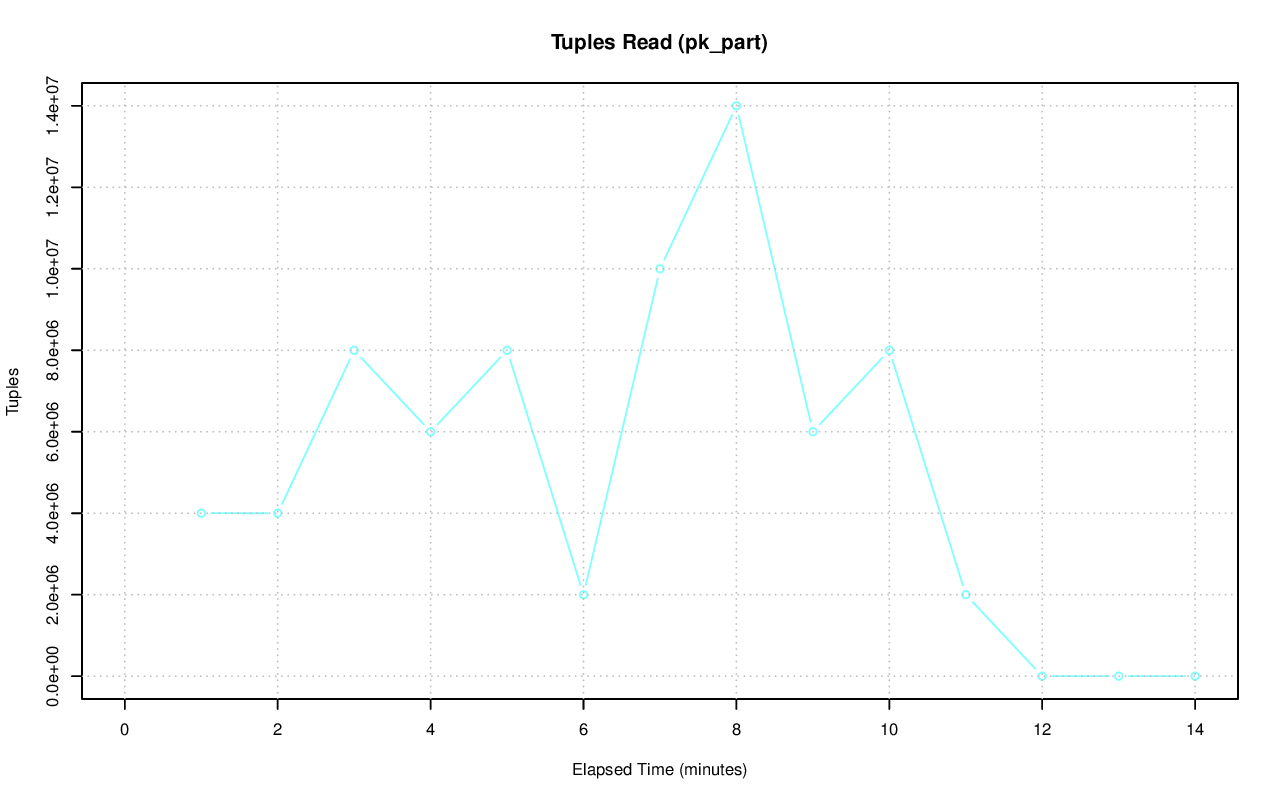 Tuples Read (pk_part)
Tuples
1.4e+07
1.2e+07
1.0e+07
8.0e+06
6.0e+06
4.0e+06
2.0e+06
0.0e+00
0 2 4 6 8 10 12 14
Elapsed Time (minutes)